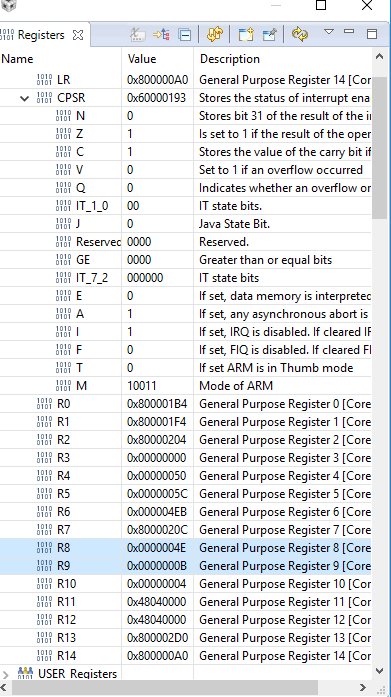 Registers
Name Value Description
LR 0x800000A0 General Purpose Register 14 [Cor
CPSR 0x60000193 Stores the status of interrupt ena
N 0 Stores bit 31 of the result of the in
Z 1 Is set to 1 if the result of the oper
C 1 Stores the value of the carry bit if
V 0 Set to 1 if an overflow occurred
Q 0 Indicates whether an overflow or
IT_1_0 00 IT state bits.
J 0 Java State Bit.
Reserved 0000 Reserved.
GE 0000 Greater than or equal bits
IT_7_2 000000 IT state bits
E 0 If set, data memory is interpreted
A 1 If set, any asynchronous abort is
I 1 If set, IRQ is disabled. If cleared IF
F 0 If set, FIQ is disabled. If cleared FI
T 0 If set ARM is in Thumb mode
M 10011 Mode of ARM
R0 0x800001B4 General Purpose Register 0 [Core
R1 0x800001F4 General Purpose Register 1 [Core
R2 0x80000204 General Purpose Register 2 [Core
R3 0x00000000 General Purpose Register 3 [Core
R4 0x00000050 General Purpose Register 4 [Core
R5 0x0000005C General Purpose Register 5 [Core
R6 0x000004EB General Purpose Register 6 [Core
R7 0x8000020C General Purpose Register 7 [Core
R8 0x0000004E General Purpose Register 8 [Core
R9 0x0000000B General Purpose Register 9 [Core
R10 0x00000004 General Purpose Register 10 [Cor
R11 0x48040000 General Purpose Register 11 [Cor
R12 0x48040000 General Purpose Register 12 [Cor
R13 0x800002D0 General Purpose Register 13 [Cor
R14 0x800000A0 General Purpose Register 14 [Cor
USER Registers